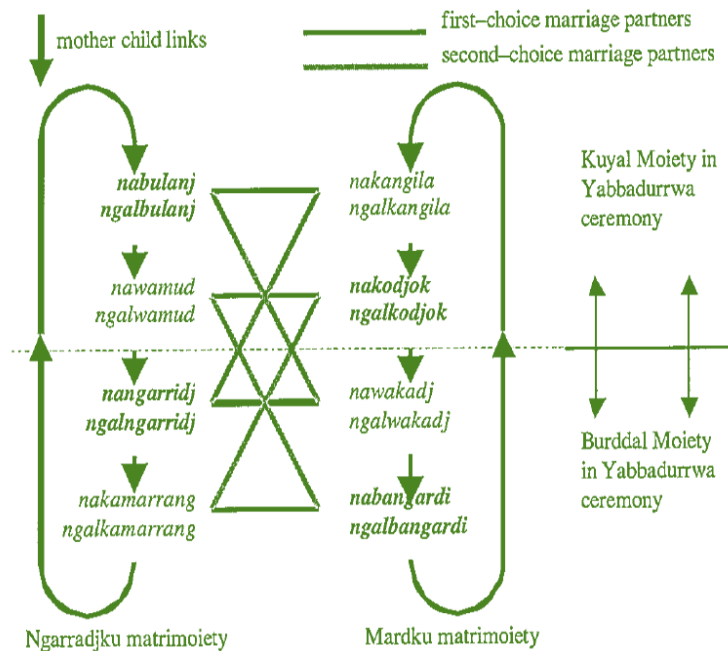 mother child links
first–choice marriage partners
second–choice marriage partners
nabulanj
ngalbulanj
nakangila
ngalkangila
Kuyal Moiety in
Yabbadurrwa
ceremony
nawamud
ngalwamud
nakodjok
ngalkodjok
nangarridj
ngalngarridj
nawakadj
ngalwakadj
Burddal Moiety
in Yabbadurrwa
ceremony
nakamarrang
ngalkamarrang
nabangardi
ngalbangardi
Ngarradjku matrimoiety
Mardku matrimoiety